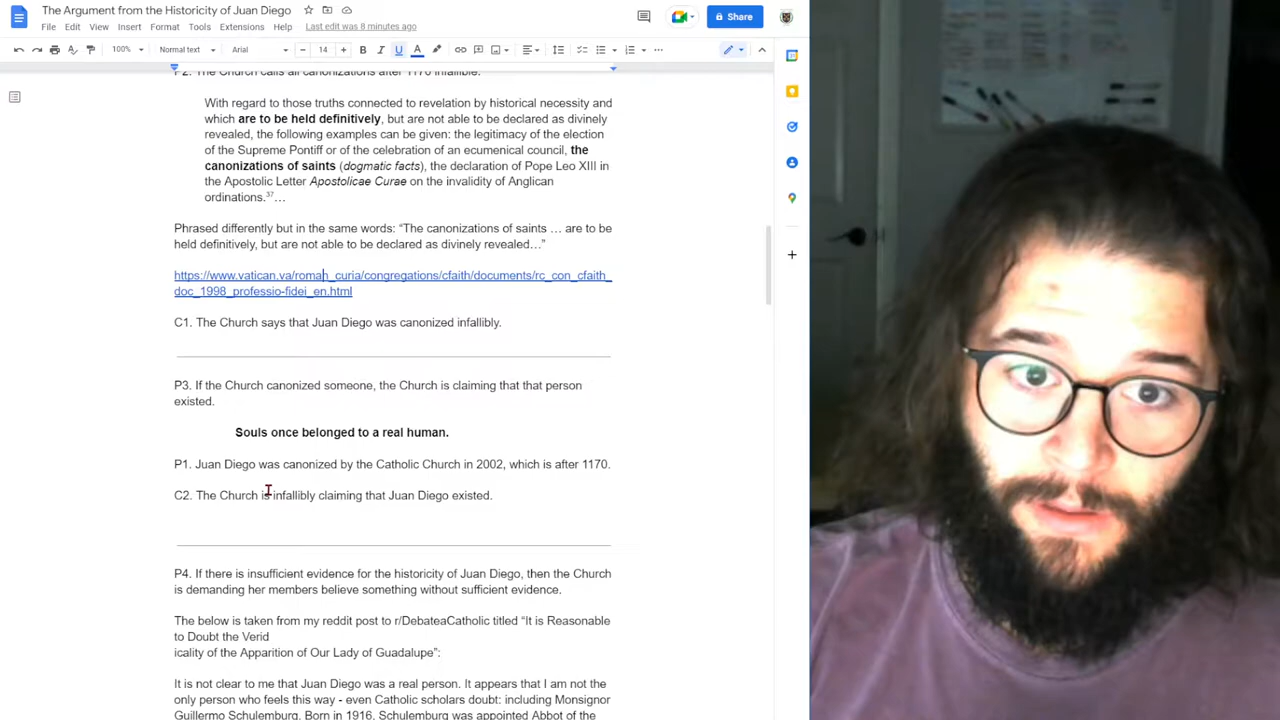 The Argument from the Historicity of Juan Diego
File Edit View Insert Format Tools Extensions Help Last edit was 8 minutes ago
Share
100% Normal text Arial 14 B I U A
P2. The Church calls all canonizations after 1170 infallible.
With regard to those truths connected to revelation by historical necessity and
which are to be held definitively, but are not able to be declared as divinely
revealed, the following examples can be given: the legitimacy of the election
of the Supreme Pontiff or of the celebration of an ecumenical council, the
canonizations of saints (dogmatic facts), the declaration of Pope Leo XIII in
the Apostolic Letter Apostolicae Curae on the invalidity of Anglican
ordinations.37…
Phrased differently but in the same words: “The canonizations of saints … are to be
held definitively, but are not able to be declared as divinely revealed…”
https://www.vatican.va/roman_curia/congregations/cfaith/documents/rc_con_cfaith_
doc_1998_professio-fidei_en.html
C1. The Church says that Juan Diego was canonized infallibly.
P3. If the Church canonized someone, the Church is claiming that that person
existed.
Souls once belonged to a real human.
P1. Juan Diego was canonized by the Catholic Church in 2002, which is after 1170.
C2. The Church is infallibly claiming that Juan Diego existed.
P4. If there is insufficient evidence for the historicity of Juan Diego, then the Church
is demanding her members believe something without sufficient evidence.
The below is taken from my reddit post to r/DebateaCatholic titled “It is Reasonable
to Doubt the Verid
icality of the Apparition of Our Lady of Guadalupe”:
It is not clear to me that Juan Diego was a real person. It appears that I am not the
only person who feels this way - even Catholic scholars doubt: including Monsignor
Guillermo Schulemburg. Born in 1916, Schulemburg was appointed Abbot of the